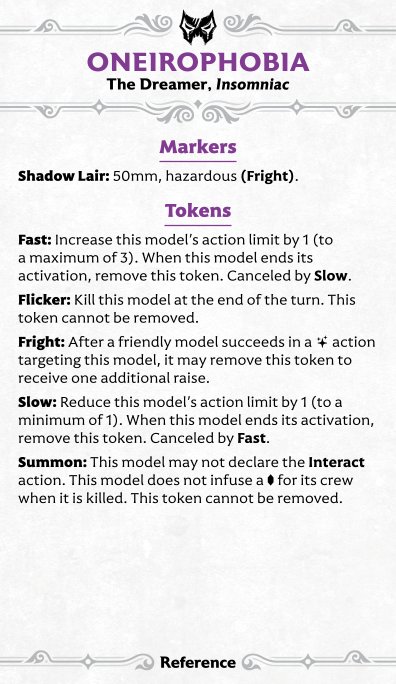 ONEIROPHOBIA
The Dreamer, Insomniac
Markers
Shadow Lair: 50mm, hazardous (Fright).
Tokens
Fast: Increase this model’s action limit by 1 (to
a maximum of 3). When this model ends its
activation, remove this token. Canceled by Slow.
Flicker: Kill this model at the end of the turn. This
token cannot be removed.
Fright: After a friendly model succeeds in a action
targeting this model, it may remove this token to
receive one additional raise.
Slow: Reduce this model’s action limit by 1 (to a
minimum of 1). When this model ends its activation,
remove this token. Canceled by Fast.
Summon: This model may not declare the Interact
action. This model does not infuse a for its crew
when it is killed. This token cannot be removed.
Reference